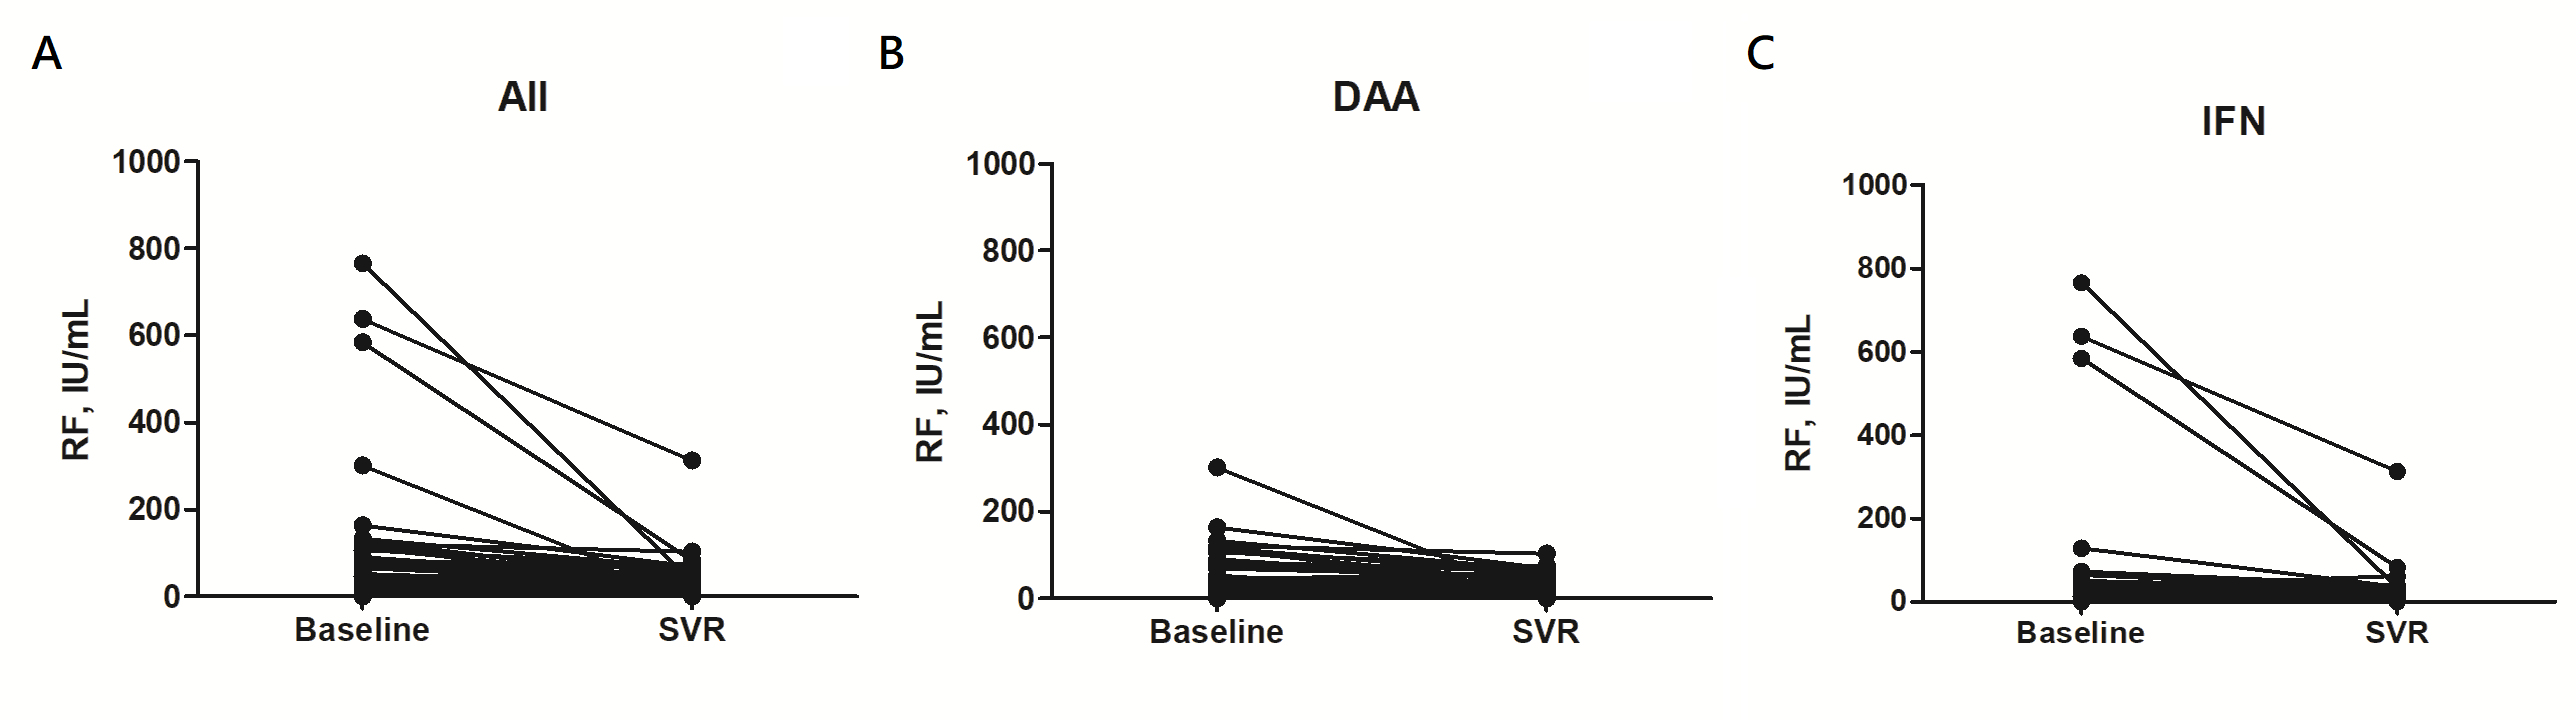 A
All
RF, IU/mL
1000
800
600
400
200
0
Baseline
SVR
B
DAA
RF, IU/mL
1000
800
600
400
200
0
Baseline
SVR
C
IFN
RF, IU/mL
1000
800
600
400
200
0
Baseline
SVR